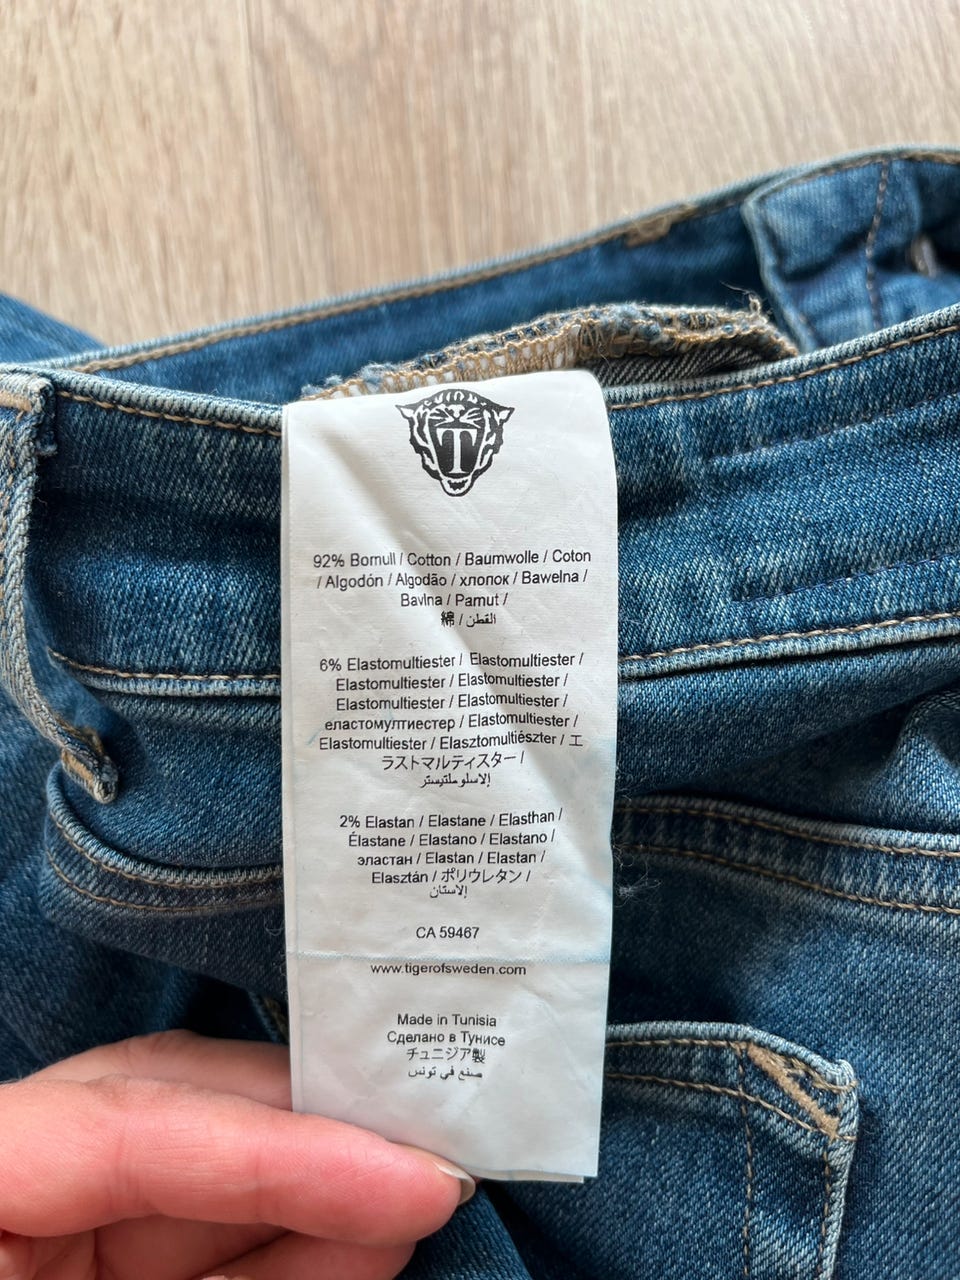 T
92% Bomull / Cotton / Baumwolle / Coton
/ Algodón / Algodão / хлопок / Bawełna /
Bavlna / Pamut /
綿 / القطن
6% Elastomultiester / Elastomultiester /
Elastomultiester / Elastomultiester /
Elastomultiester / Elastomultiester /
еластомултиестер / Elastomultiester /
Elastomultiester / Elasztomultiészter / エ
ラストマルティスター /
2% Elastan / Elastane / Elasthan /
Élastane / Elastano / Elastano /
эластан / Elastan / Elastan /
Elasztán / ポリウレタン /
الاستان
CA 59467
www.tigerofsweden.com
Made in Tunisia
Сделано в Тунисе
チュニジア製
صنع في تونس